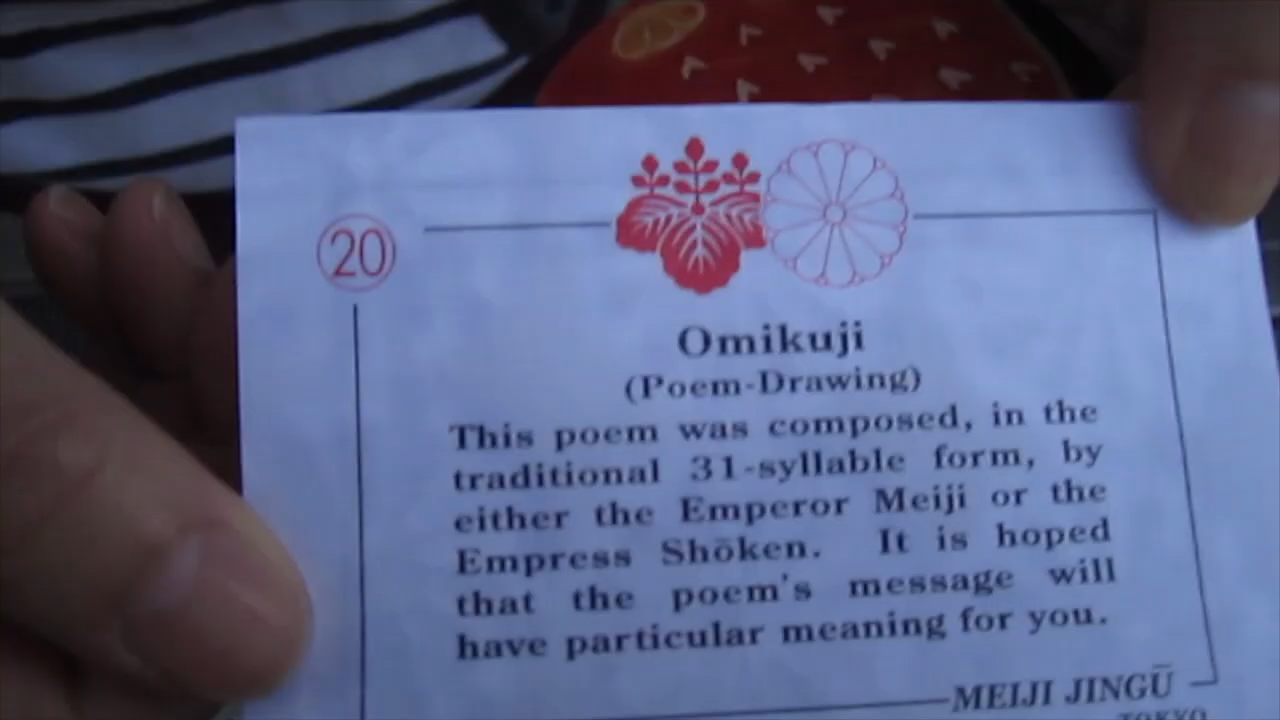 20
Omikuji
(Poem-Drawing)
This poem was composed, in the
traditional 31-syllable form, by
either the Emperor Meiji or the
Empress Shōken. It is hoped
that the poem's message will
have particular meaning for you.
MEIJI JINGŪ
TOKYO